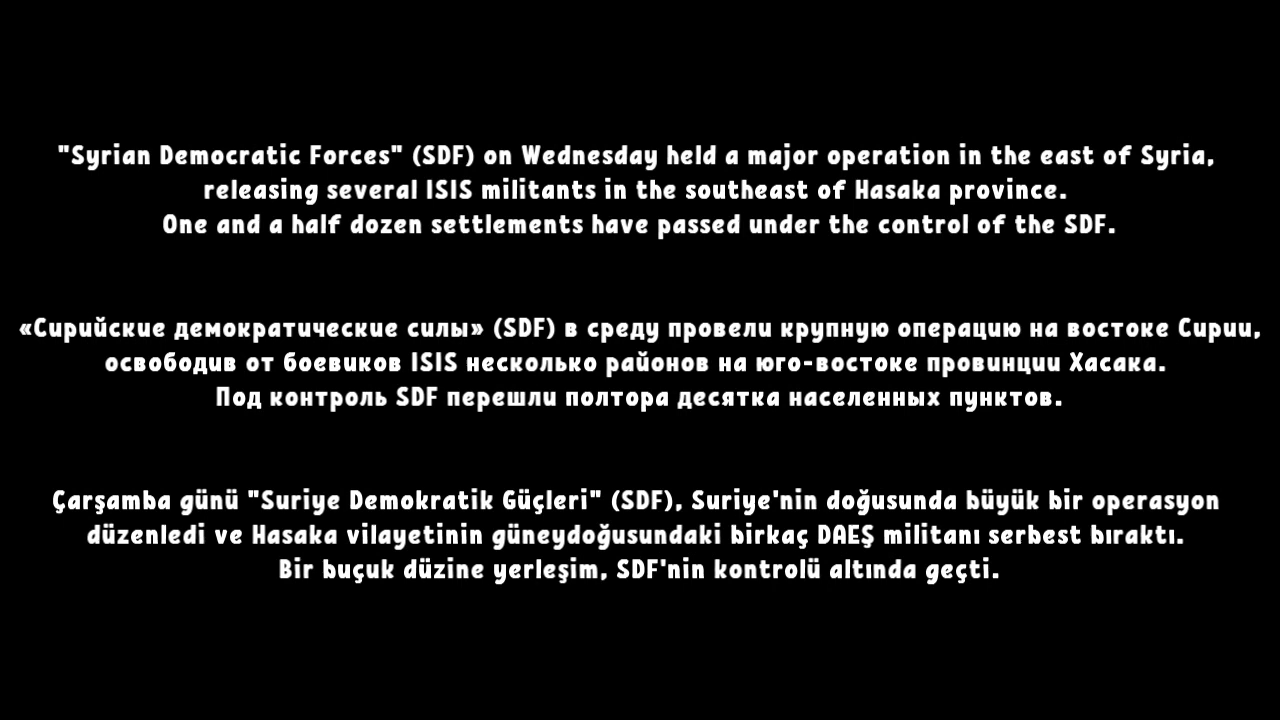 "Syrian Democratic Forces" (SDF) on Wednesday held a major operation in the east of Syria,
releasing several ISIS militants in the southeast of Hasaka province.
One and a half dozen settlements have passed under the control of the SDF.
«Сирийские демократические силы» (SDF) в среду провели крупную операцию на востоке Сирии,
освободив от боевиков ISIS несколько районов на юго-востоке провинции Хасака.
Под контроль SDF перешли полтора десятка населенных пунктов.
Çarşamba günü "Suriye Demokratik Güçleri" (SDF), Suriye'nin doğusunda büyük bir operasyon
düzenledi ve Hasaka vilayetinin güneydoğusundaki birkaç DAEŞ militanı serbest bıraktı.
Bir buçuk düzine yerleşim, SDF'nin kontrolü altında geçti.